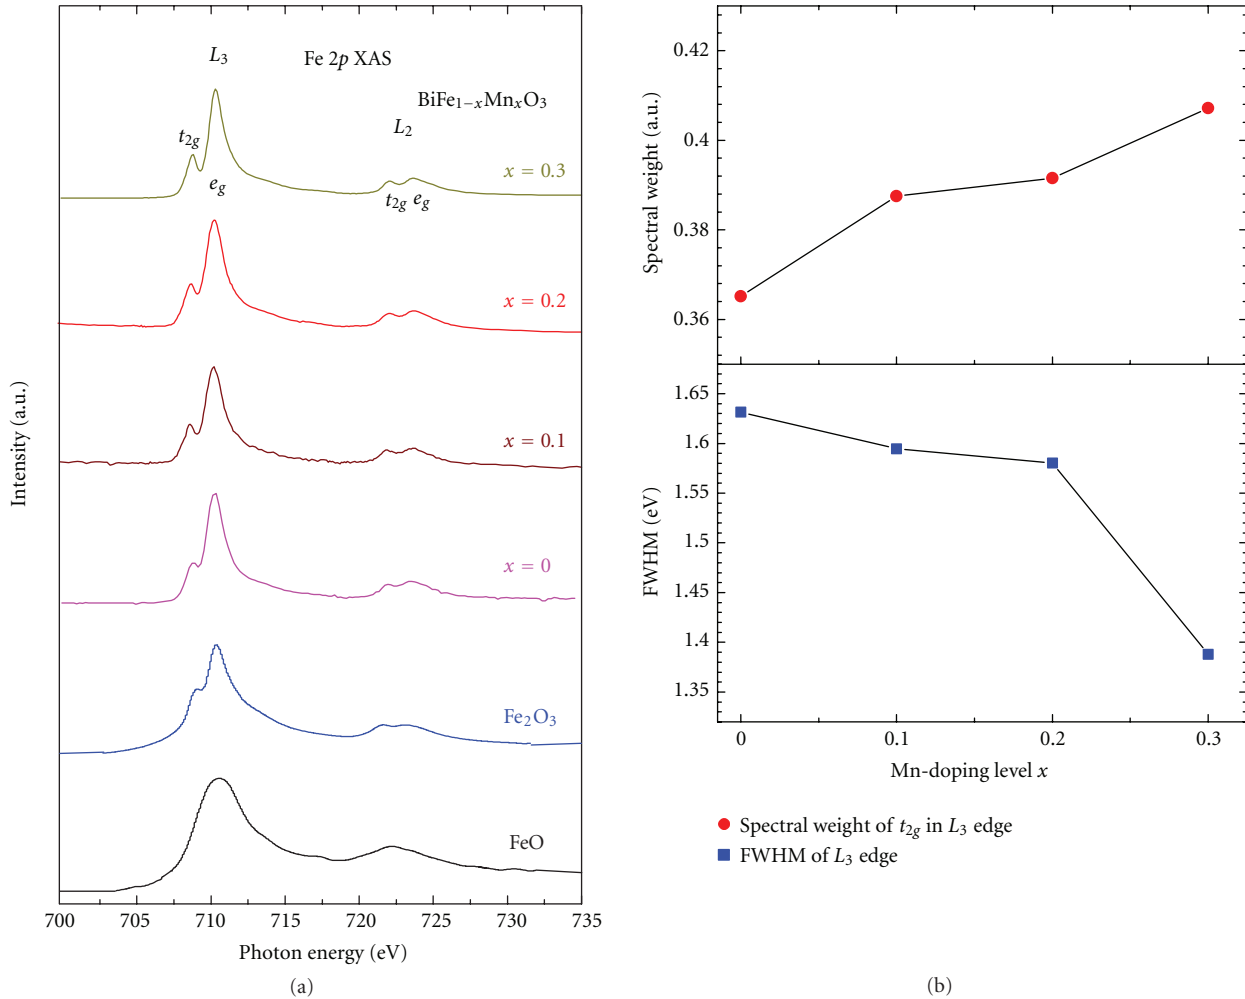 L₃
Fe 2p XAS
BiFe₁₋ₓMnₓO₃
L₂
t₂g
x = 0.3
e_g
t₂g e_g
x = 0.2
x = 0.1
x = 0
Fe₂O₃
FeO
Intensity (a.u.)
700 705 710 715 720 725 730 735
Photon energy (eV)
(a)
0.42
0.4
0.38
0.36
Spectral weight (a.u.)
1.65
1.6
1.55
1.5
1.45
1.4
1.35
FWHM (eV)
0 0.1 0.2 0.3
Mn-doping level x
Spectral weight of t₂g in L₃ edge
FWHM of L₃ edge
(b)